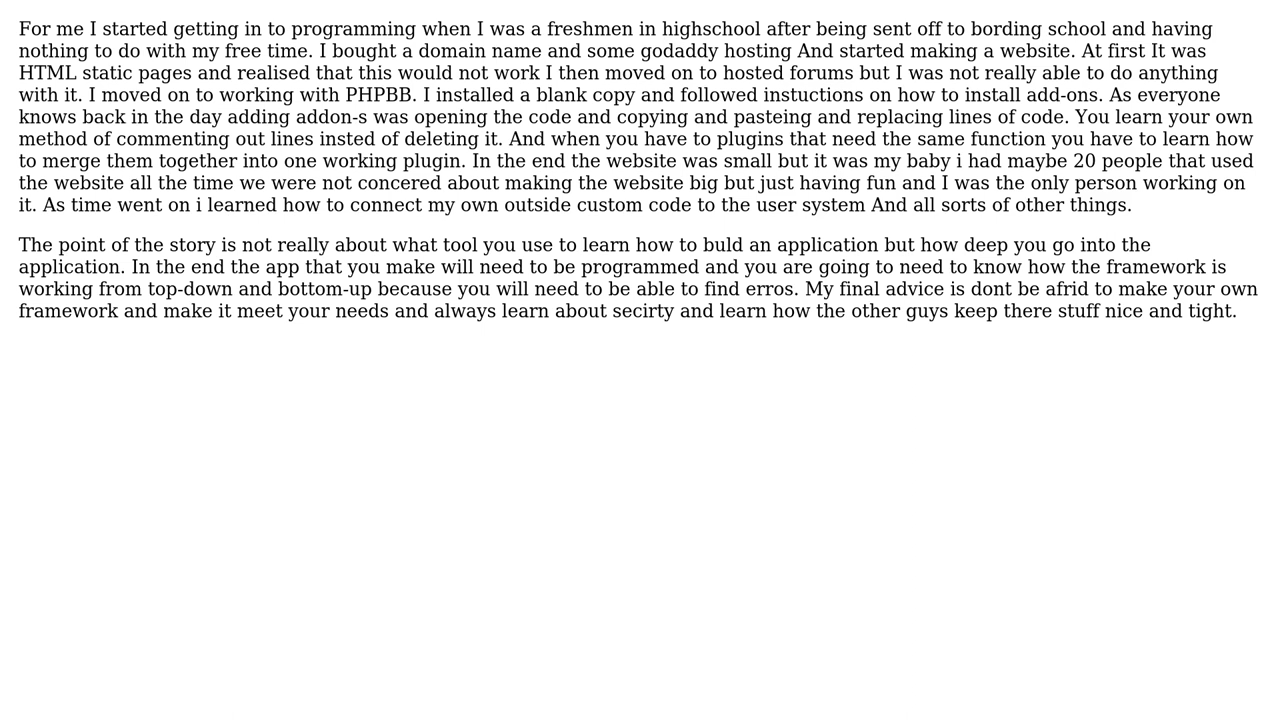 For me I started getting in to programming when I was a freshmen in highschool after being sent off to bording school and having
nothing to do with my free time. I bought a domain name and some godaddy hosting And started making a website. At first It was
HTML static pages and realised that this would not work I then moved on to hosted forums but I was not really able to do anything
with it. I moved on to working with PHPBB. I installed a blank copy and followed instuctions on how to install add-ons. As everyone
knows back in the day adding addon-s was opening the code and copying and pasteing and replacing lines of code. You learn your own
method of commenting out lines insted of deleting it. And when you have to plugins that need the same function you have to learn how
to merge them together into one working plugin. In the end the website was small but it was my baby i had maybe 20 people that used
the website all the time we were not concered about making the website big but just having fun and I was the only person working on
it. As time went on i learned how to connect my own outside custom code to the user system And all sorts of other things.
The point of the story is not really about what tool you use to learn how to buld an application but how deep you go into the
application. In the end the app that you make will need to be programmed and you are going to need to know how the framework is
working from top-down and bottom-up because you will need to be able to find erros. My final advice is dont be afrid to make your own
framework and make it meet your needs and always learn about secirty and learn how the other guys keep there stuff nice and tight.